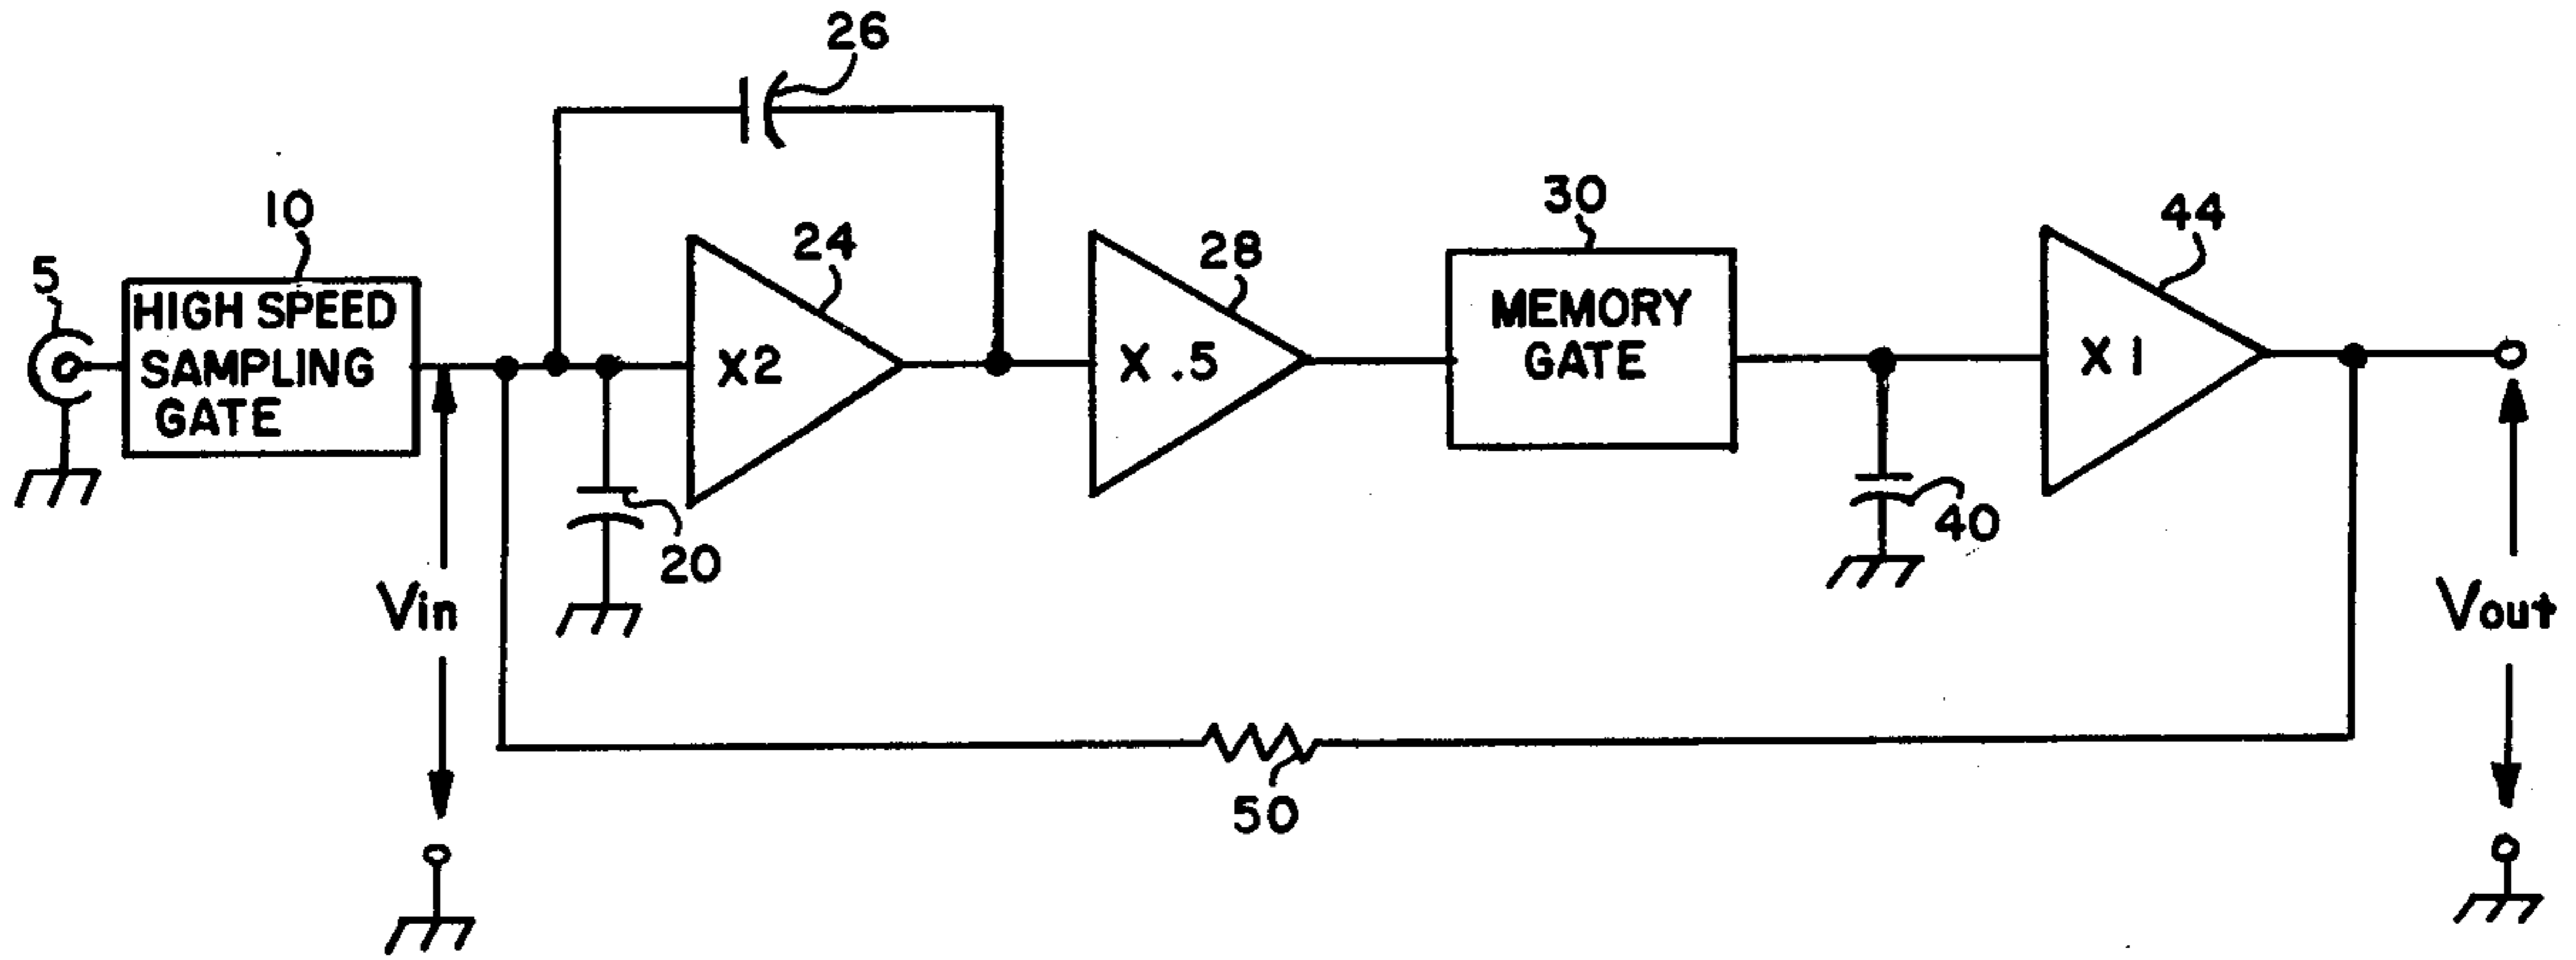 26
10
24
28
30
44
5
HIGH SPEED
SAMPLING
GATE
X2
X .5
MEMORY
GATE
X 1
20
40
Vin
Vout
50